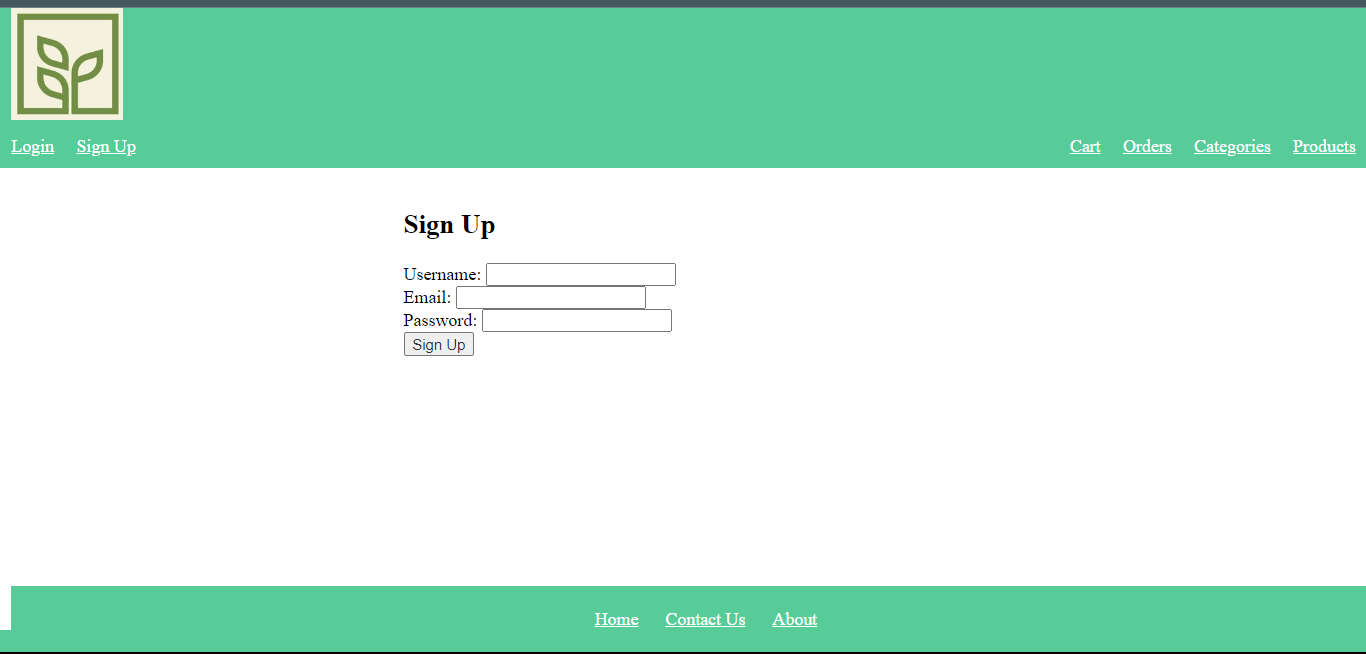 Login Sign Up Cart Orders Categories Products
Sign Up
Username:
Email:
Password:
Sign Up
Home Contact Us About